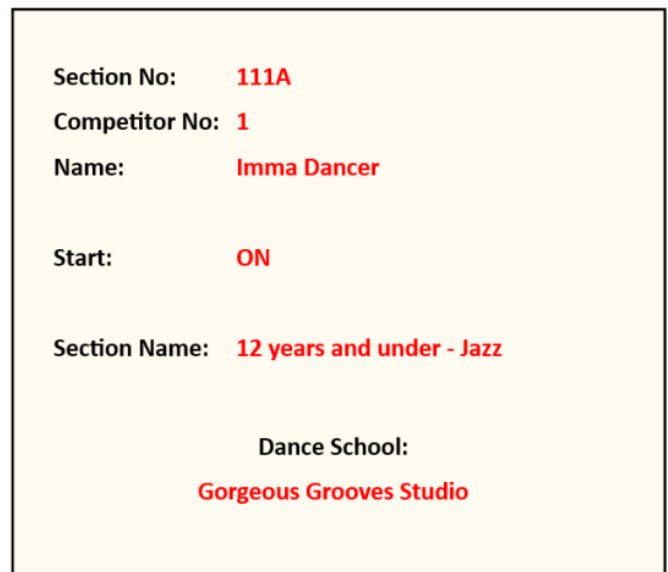 Section No: 111A
Competitor No: 1
Name: Imma Dancer
Start: ON
Section Name: 12 years and under - Jazz
Dance School:
Gorgeous Grooves Studio